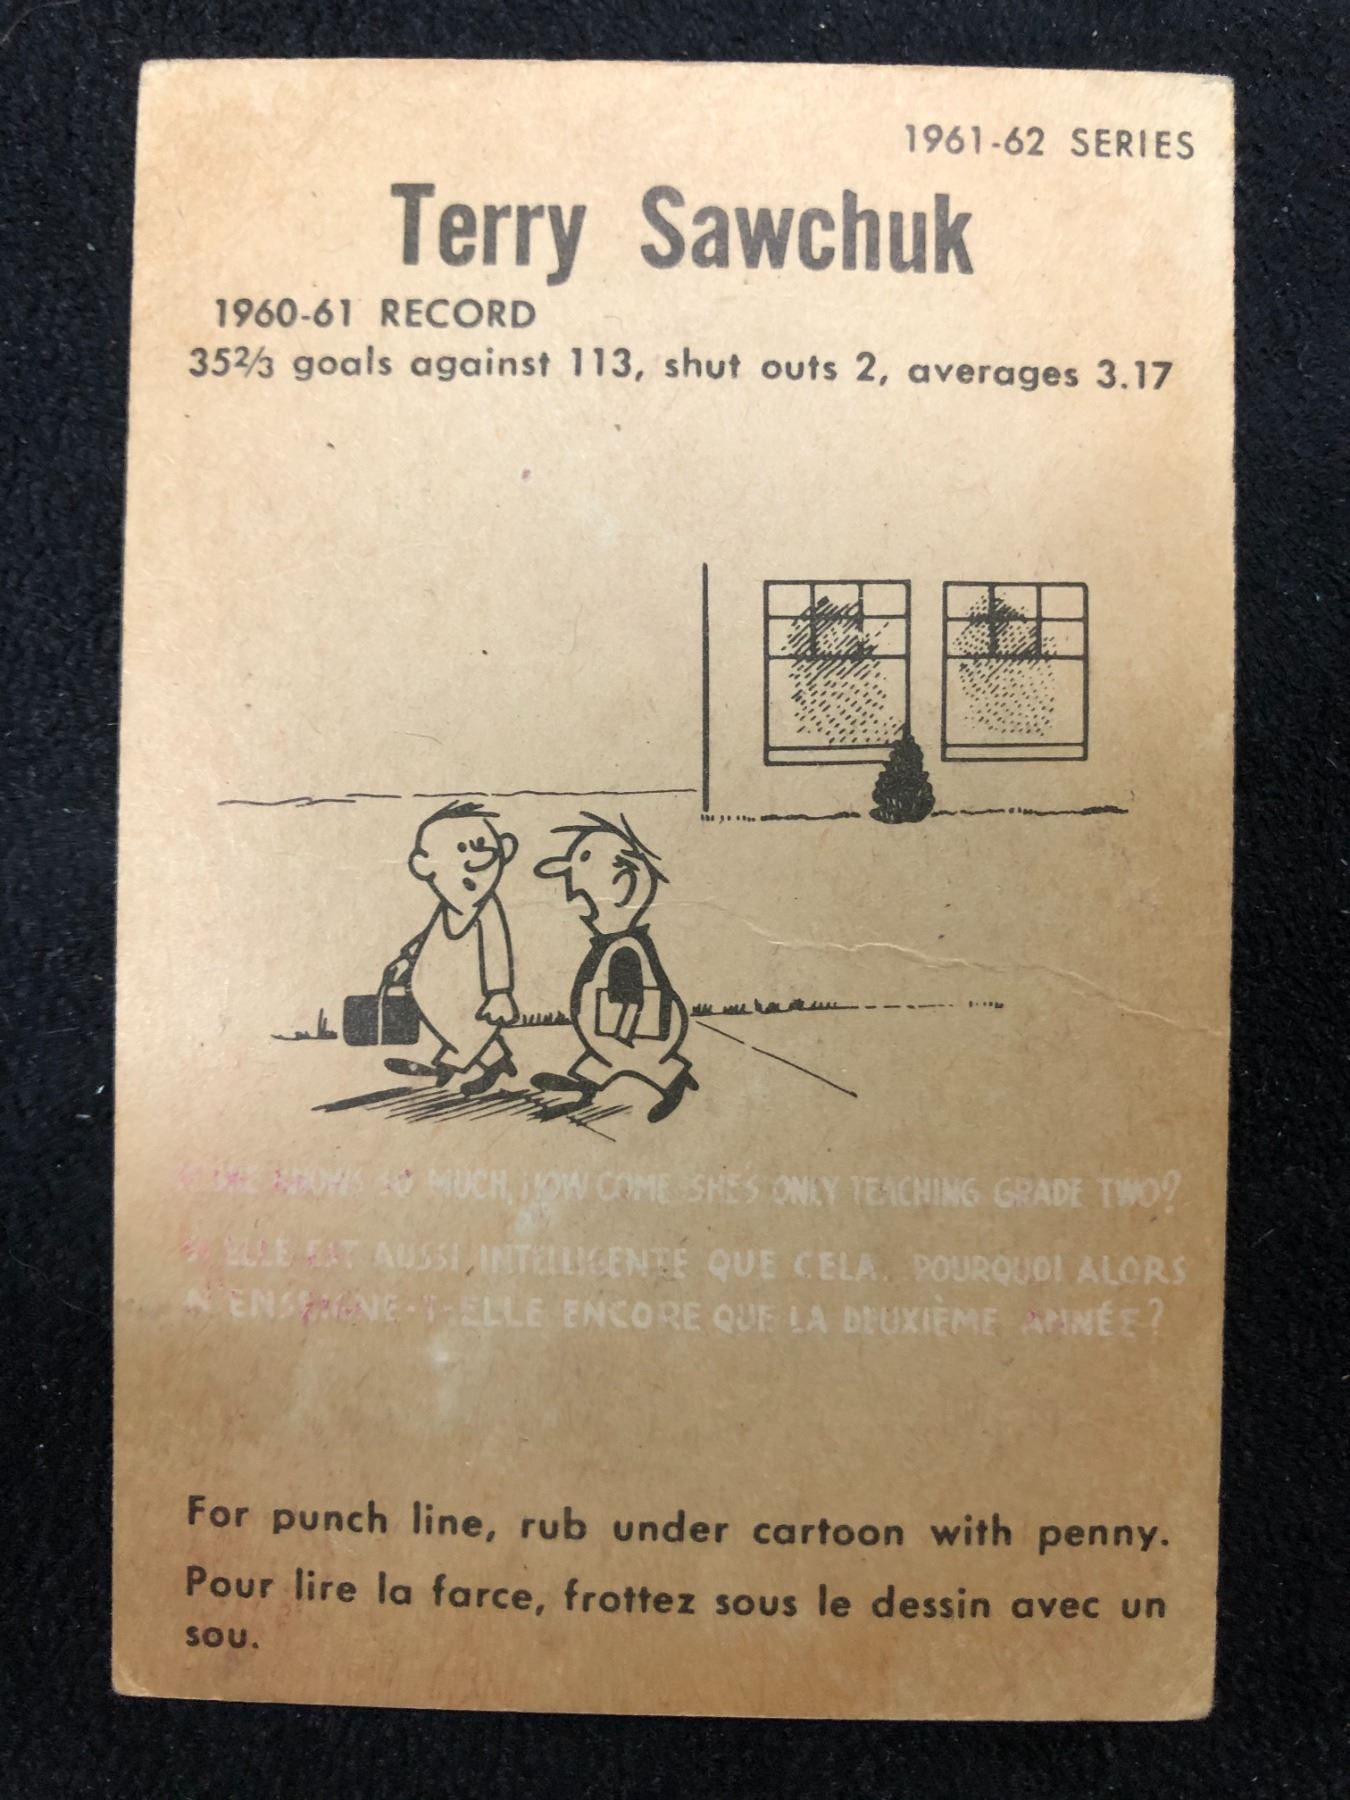 1961-62 SERIES
Terry Sawchuk
1960-61 RECORD
35⅔ goals against 113, shut outs 2, averages 3.17
SHE KNOWS SO MUCH, HOW COME SHE'S ONLY TEACHING GRADE TWO?
ELLE EST AUSSI INTELLIGENTE QUE CELA. POURQUOI ALORS
N'ENSEIGNE-T-ELLE ENCORE QUE LA DEUXIÈME ANNÉE?
For punch line, rub under cartoon with penny.
Pour lire la farce, frottez sous le dessin avec un
sou.